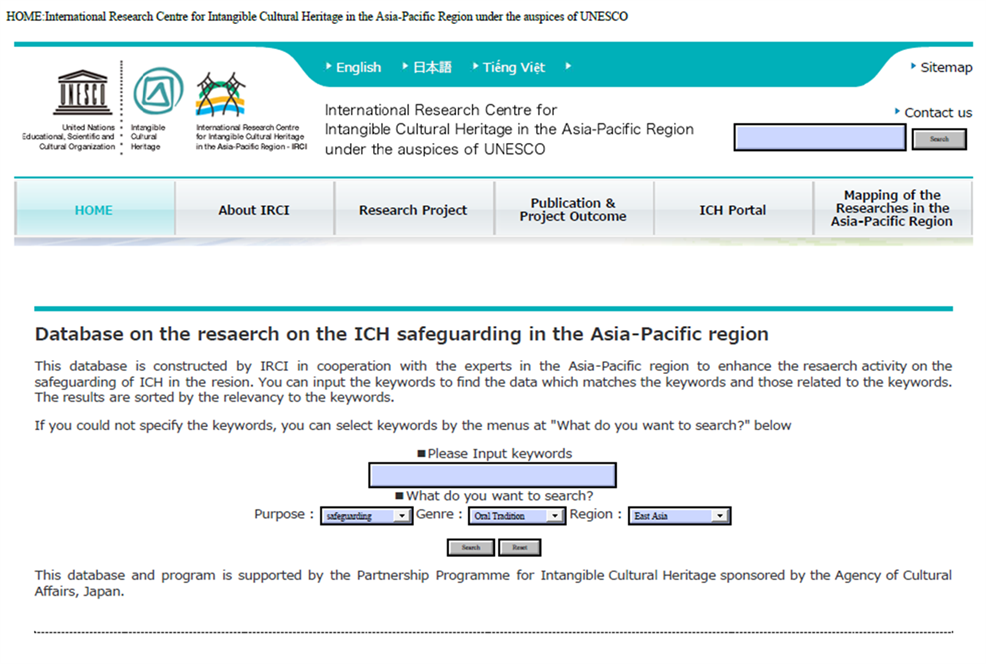 HOME:International Research Centre for Intangible Cultural Heritage in the Asia-Pacific Region under the auspices of UNESCO
English 日本語 Tiếng Việt
Sitemap
UNESCO
United Nations
Educational, Scientific and
Cultural Organization
Intangible
Cultural
Heritage
International Research Centre
for Intangible Cultural Heritage
in the Asia-Pacific Region - IRCI
International Research Centre for
Intangible Cultural Heritage in the Asia-Pacific Region
under the auspices of UNESCO
Contact us
Search
HOME
About IRCI
Research Project
Publication &
Project Outcome
ICH Portal
Mapping of the
Researches in the
Asia-Pacific Region
Database on the resaerch on the ICH safeguarding in the Asia-Pacific region
This database is constructed by IRCI in cooperation with the experts in the Asia-Pacific region to enhance the resaerch activity on the
safeguarding of ICH in the resion. You can input the keywords to find the data which matches the keywords and those related to the keywords.
The results are sorted by the relevancy to the keywords.
If you could not specify the keywords, you can select keywords by the menus at "What do you want to search?" below
■Please Input keywords
■What do you want to search?
Purpose : safeguarding Genre : Oral Tradition Region : East Asia
Search Reset
This database and program is supported by the Partnership Programme for Intangible Cultural Heritage sponsored by the Agency of Cultural
Affairs, Japan.